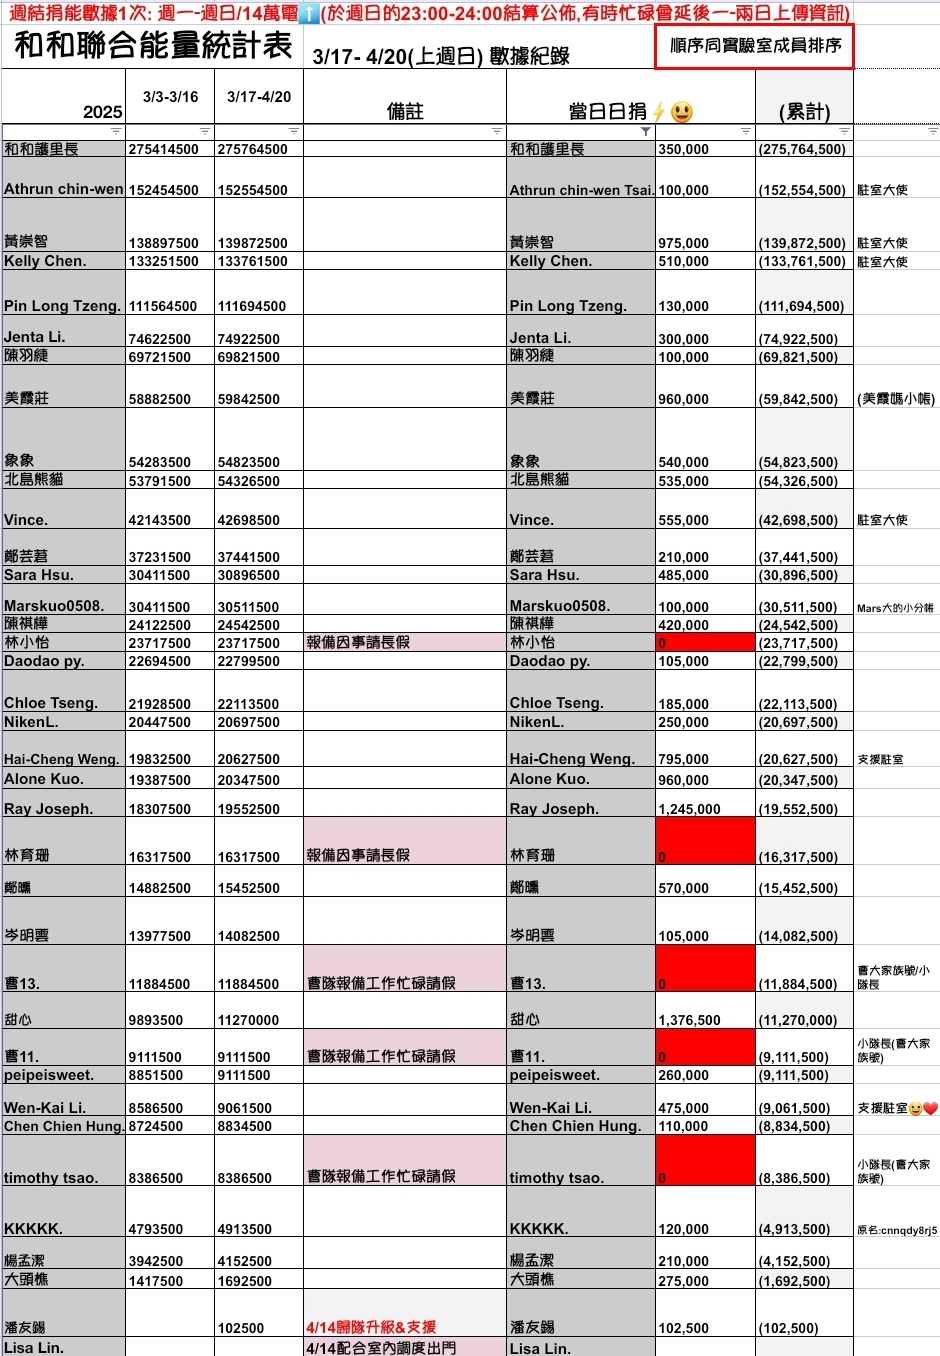 週結捐能數據1次: 週一-週日/14萬電⬆️(於週日的23:00-24:00結算公佈,有時忙碌會延後一-兩日上傳資訊)
和和聯合能量統計表 3/17- 4/20(上週日) 數據紀錄 順序同實驗室成員排序
2025 3/3-3/16 3/17-4/20 備註 當日日捐⚡😃 (累計)
和和護里長 275414500 275764500 和和護里長 350,000 (275,764,500)
Athrun chin-wen 152454500 152554500 Athrun chin-wen Tsai. 100,000 (152,554,500) 駐室大使
黃崇智 138897500 139872500 黃崇智 975,000 (139,872,500) 駐室大使
Kelly Chen. 133251500 133761500 Kelly Chen. 510,000 (133,761,500) 駐室大使
Pin Long Tzeng. 111564500 111694500 Pin Long Tzeng. 130,000 (111,694,500)
Jenta Li. 74622500 74922500 Jenta Li. 300,000 (74,922,500)
陳羽緁 69721500 69821500 陳羽緁 100,000 (69,821,500)
美霞莊 58882500 59842500 美霞莊 960,000 (59,842,500) (美霞媽小帳)
象象 54283500 54823500 象象 540,000 (54,823,500)
北島熊貓 53791500 54326500 北島熊貓 535,000 (54,326,500)
Vince. 42143500 42698500 Vince. 555,000 (42,698,500) 駐室大使
鄭芸 37231500 37441500 鄭芸 210,000 (37,441,500)
Sara Hsu. 30411500 30896500 Sara Hsu. 485,000 (30,896,500)
Marskuo0508. 30411500 30511500 Marskuo0508. 100,000 (30,511,500) Mars大的小分帳
陳祺樺 24122500 24542500 陳祺樺 420,000 (24,542,500)
林小怡 23717500 23717500 報備因事請長假 林小怡 0 (23,717,500)
Daodao py. 22694500 22799500 Daodao py. 105,000 (22,799,500)
Chloe Tseng. 21928500 22113500 Chloe Tseng. 185,000 (22,113,500)
NikenL. 20447500 20697500 NikenL. 250,000 (20,697,500)
Hai-Cheng Weng. 19832500 20627500 Hai-Cheng Weng. 795,000 (20,627,500) 支援駐室
Alone Kuo. 19387500 20347500 Alone Kuo. 960,000 (20,347,500)
Ray Joseph. 18307500 19552500 Ray Joseph. 1,245,000 (19,552,500)
林育珊 16317500 16317500 報備因事請長假 林育珊 0 (16,317,500)
鄭曛 14882500 15452500 鄭曛 570,000 (15,452,500)
岑明雲 13977500 14082500 岑明雲 105,000 (14,082,500)
曹13. 11884500 11884500 曹隊報備工作忙碌請假 曹13. 0 (11,884,500) 曹大家族號/小
隊長
甜心 9893500 11270000 甜心 1,376,500 (11,270,000)
曹11. 9111500 9111500 曹隊報備工作忙碌請假 曹11. 0 (9,111,500) 小隊長(曹大家
族號)
peipeisweet. 8851500 9111500 peipeisweet. 260,000 (9,111,500)
Wen-Kai Li. 8586500 9061500 Wen-Kai Li. 475,000 (9,061,500) 支援駐室😉❤️
Chen Chien Hung. 8724500 8834500 Chen Chien Hung. 110,000 (8,834,500)
timothy tsao. 8386500 8386500 曹隊報備工作忙碌請假 timothy tsao. 0 (8,386,500) 小隊長(曹大家
族號)
KKKKK. 4793500 4913500 KKKKK. 120,000 (4,913,500) 原名:cnnqdy8rj5
楊孟潔 3942500 4152500 楊孟潔 210,000 (4,152,500)
大頭樵 1417500 1692500 大頭樵 275,000 (1,692,500)
潘友錫 102500 4/14歸隊升級&支援 潘友錫 102,500 (102,500)
Lisa Lin. 4/14配合室內調度出門 Lisa Lin.